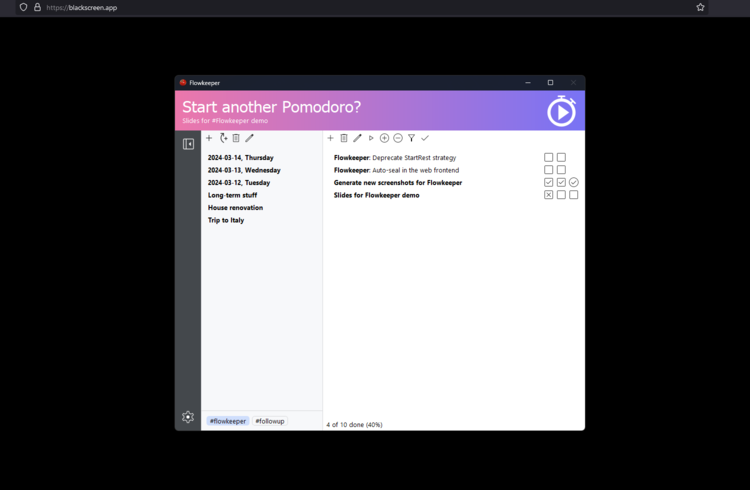 https://blackscreen.app
Flowkeeper
Start another Pomodoro?
Slides for #Flowkeeper demo
2024-03-14, Thursday
2024-03-13, Wednesday
2024-03-12, Tuesday
Long-term stuff
House renovation
Trip to Italy
Flowkeeper: Deprecate StartRest strategy
Flowkeeper: Auto-seal in the web frontend
Generate new screenshots for Flowkeeper
Slides for Flowkeeper demo
#flowkeeper
#followup
4 of 10 done (40%)